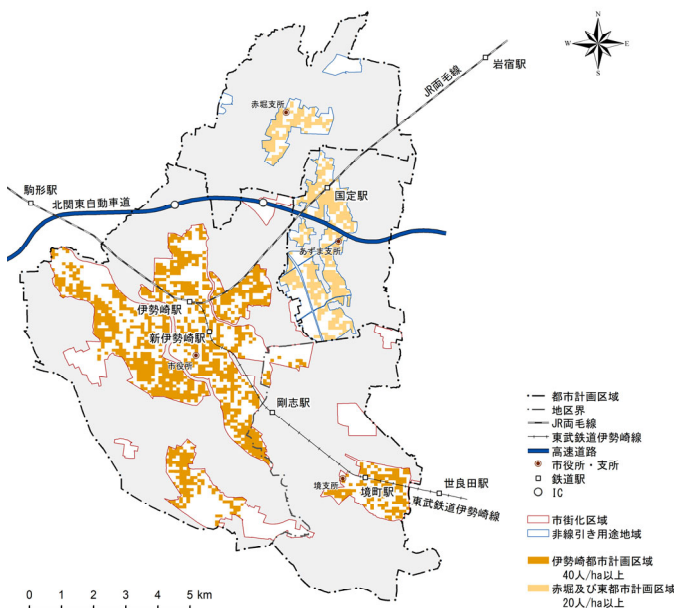 N
W
E
S
岩宿駅
JR両毛線
赤堀支所
国定駅
駒形駅
北関東自動車道
あずま支所
伊勢崎駅
新伊勢崎駅
市役所
剛志駅
境支所
境町駅
世良田駅
東武鉄道伊勢崎線
都市計画区域
地区界
JR両毛線
東武鉄道伊勢崎線
高速道路
市役所・支所
鉄道駅
IC
市街化区域
非線引き用途地域
伊勢崎都市計画区域
40人/ha以上
赤堀及び東都市計画区域
20人/ha以上
0 1 2 3 4 5 km